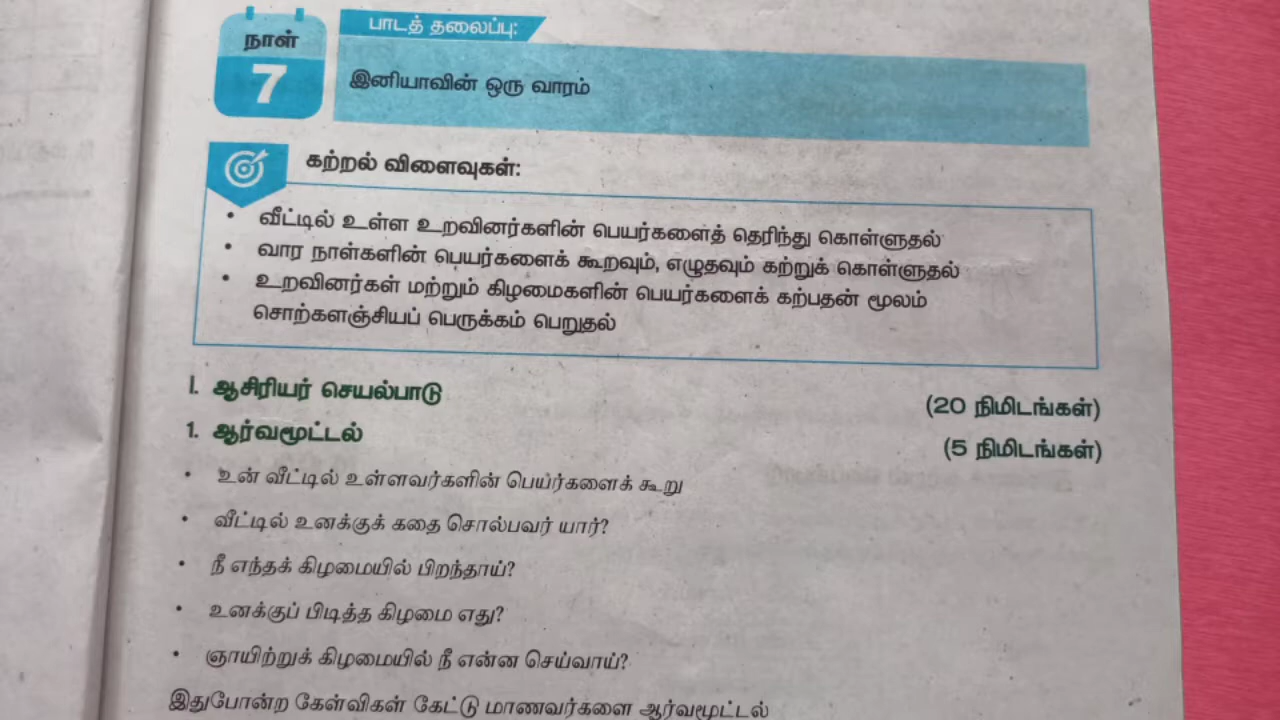 நாள்
7
பாடத் தலைப்பு:
இனியாவின் ஒரு வாரம்
கற்றல் விளைவுகள்:
• வீட்டில் உள்ள உறவினர்களின் பெயர்களைத் தெரிந்து கொள்ளுதல்
• வார நாள்களின் பெயர்களைக் கூறவும், எழுதவும் கற்றுக் கொள்ளுதல்
• உறவினர்கள் மற்றும் கிழமைகளின் பெயர்களைக் கற்பதன் மூலம்
சொற்களஞ்சியப் பெருக்கம் பெறுதல்
I. ஆசிரியர் செயல்பாடு (20 நிமிடங்கள்)
1. ஆர்வமூட்டல் (5 நிமிடங்கள்)
• உன் வீட்டில் உள்ளவர்களின் பெயர்களைக் கூறு
• வீட்டில் உனக்குக் கதை சொல்பவர் யார்?
• நீ எந்தக் கிழமையில் பிறந்தாய்?
• உனக்குப் பிடித்த கிழமை எது?
• ஞாயிற்றுக் கிழமையில் நீ என்ன செய்வாய்?
இதுபோன்ற கேள்விகள் கேட்டு மாணவர்களை ஆர்வமூட்டல்